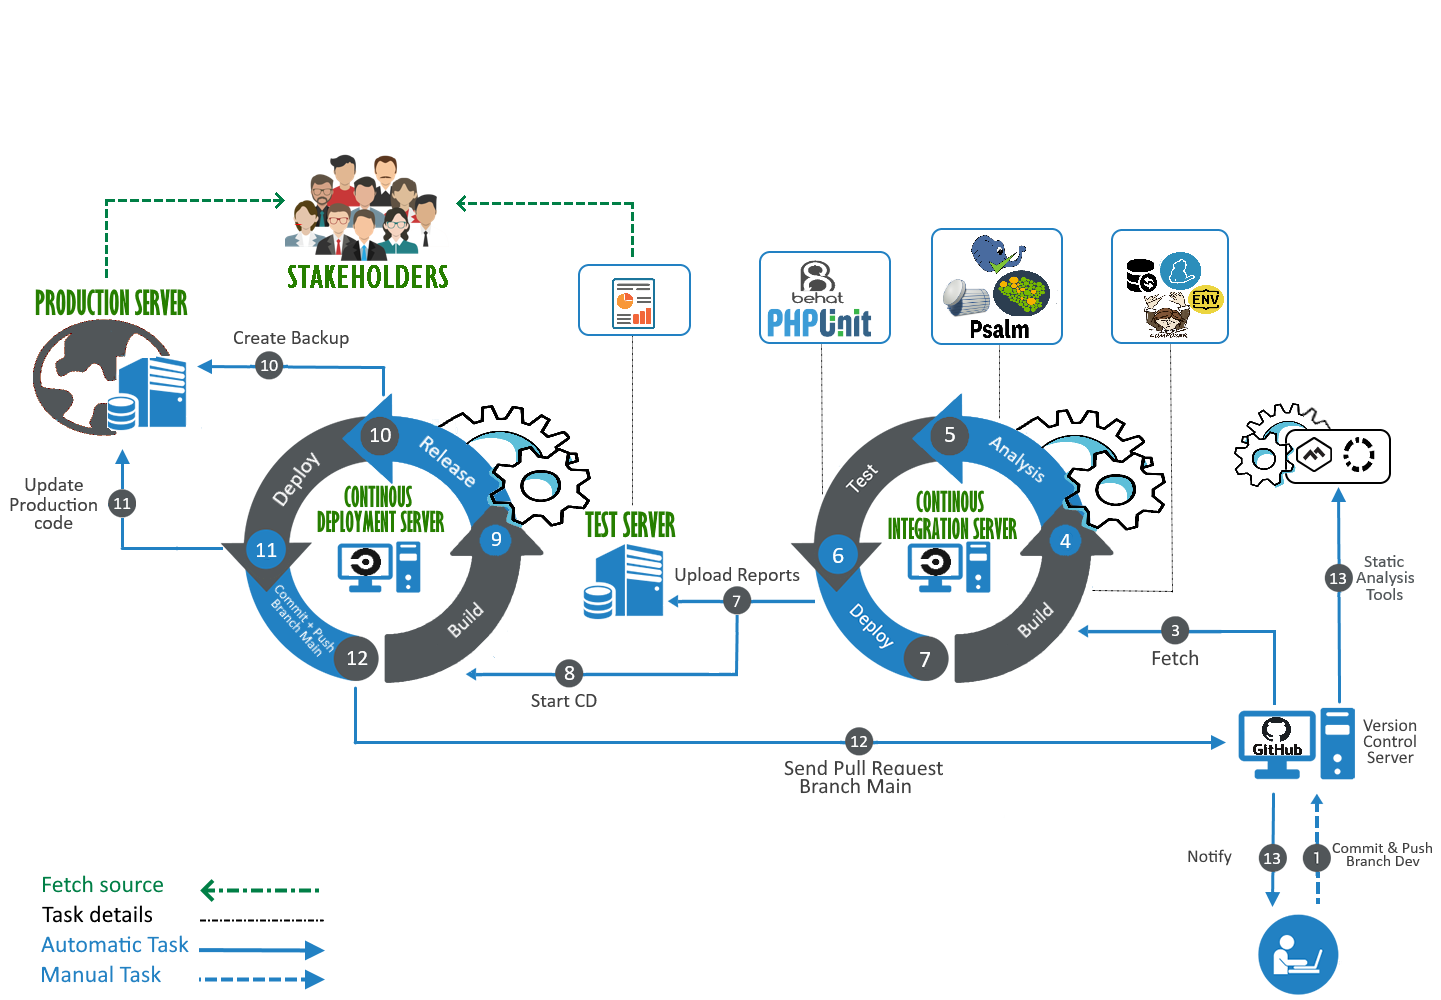 STAKEHOLDERS
PRODUCTION SERVER
Create Backup
10
Update
Production
code
11
10
Release
Deploy
CONTINOUS
DEPLOYMENT SERVER
9
11
Commit + Push
Branch Main
Build
12
TEST SERVER
Upload Reports
7
8
Start CD
behat
PHPUnit
Psalm
ENV
COMPOSER
5
Analysis
Test
CONTINOUS
INTEGRATION SERVER
4
6
Deploy
Build
7
3
Fetch
13
Static
Analysis
Tools
12
Send Pull Request
Branch Main
GitHub
Version
Control
Server
Notify
13
1
Commit & Push
Branch Dev
Fetch source
Task details
Automatic Task
Manual Task